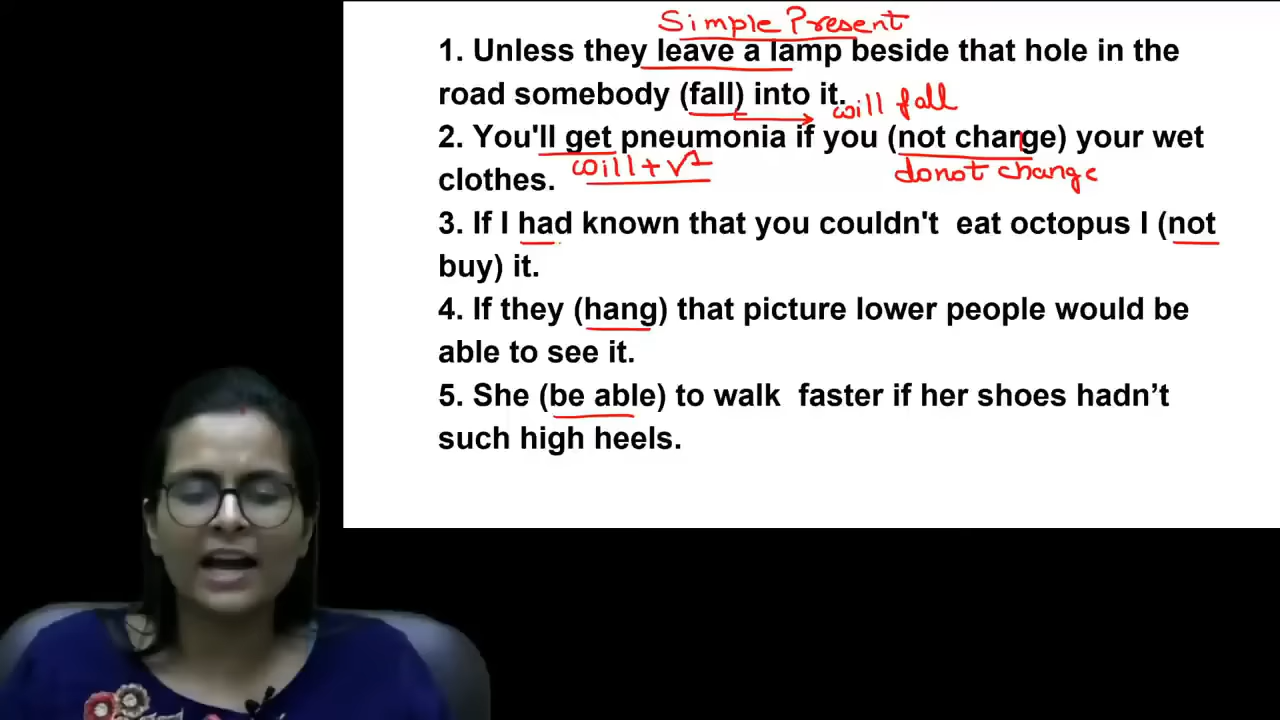 Simple Present
1. Unless they leave a lamp beside that hole in the
road somebody (fall) into it.
will fall
2. You'll get pneumonia if you (not charge) your wet
will + v1
donot change
clothes.
3. If I had known that you couldn't eat octopus I (not
buy) it.
4. If they (hang) that picture lower people would be
able to see it.
5. She (be able) to walk faster if her shoes hadn’t
such high heels.